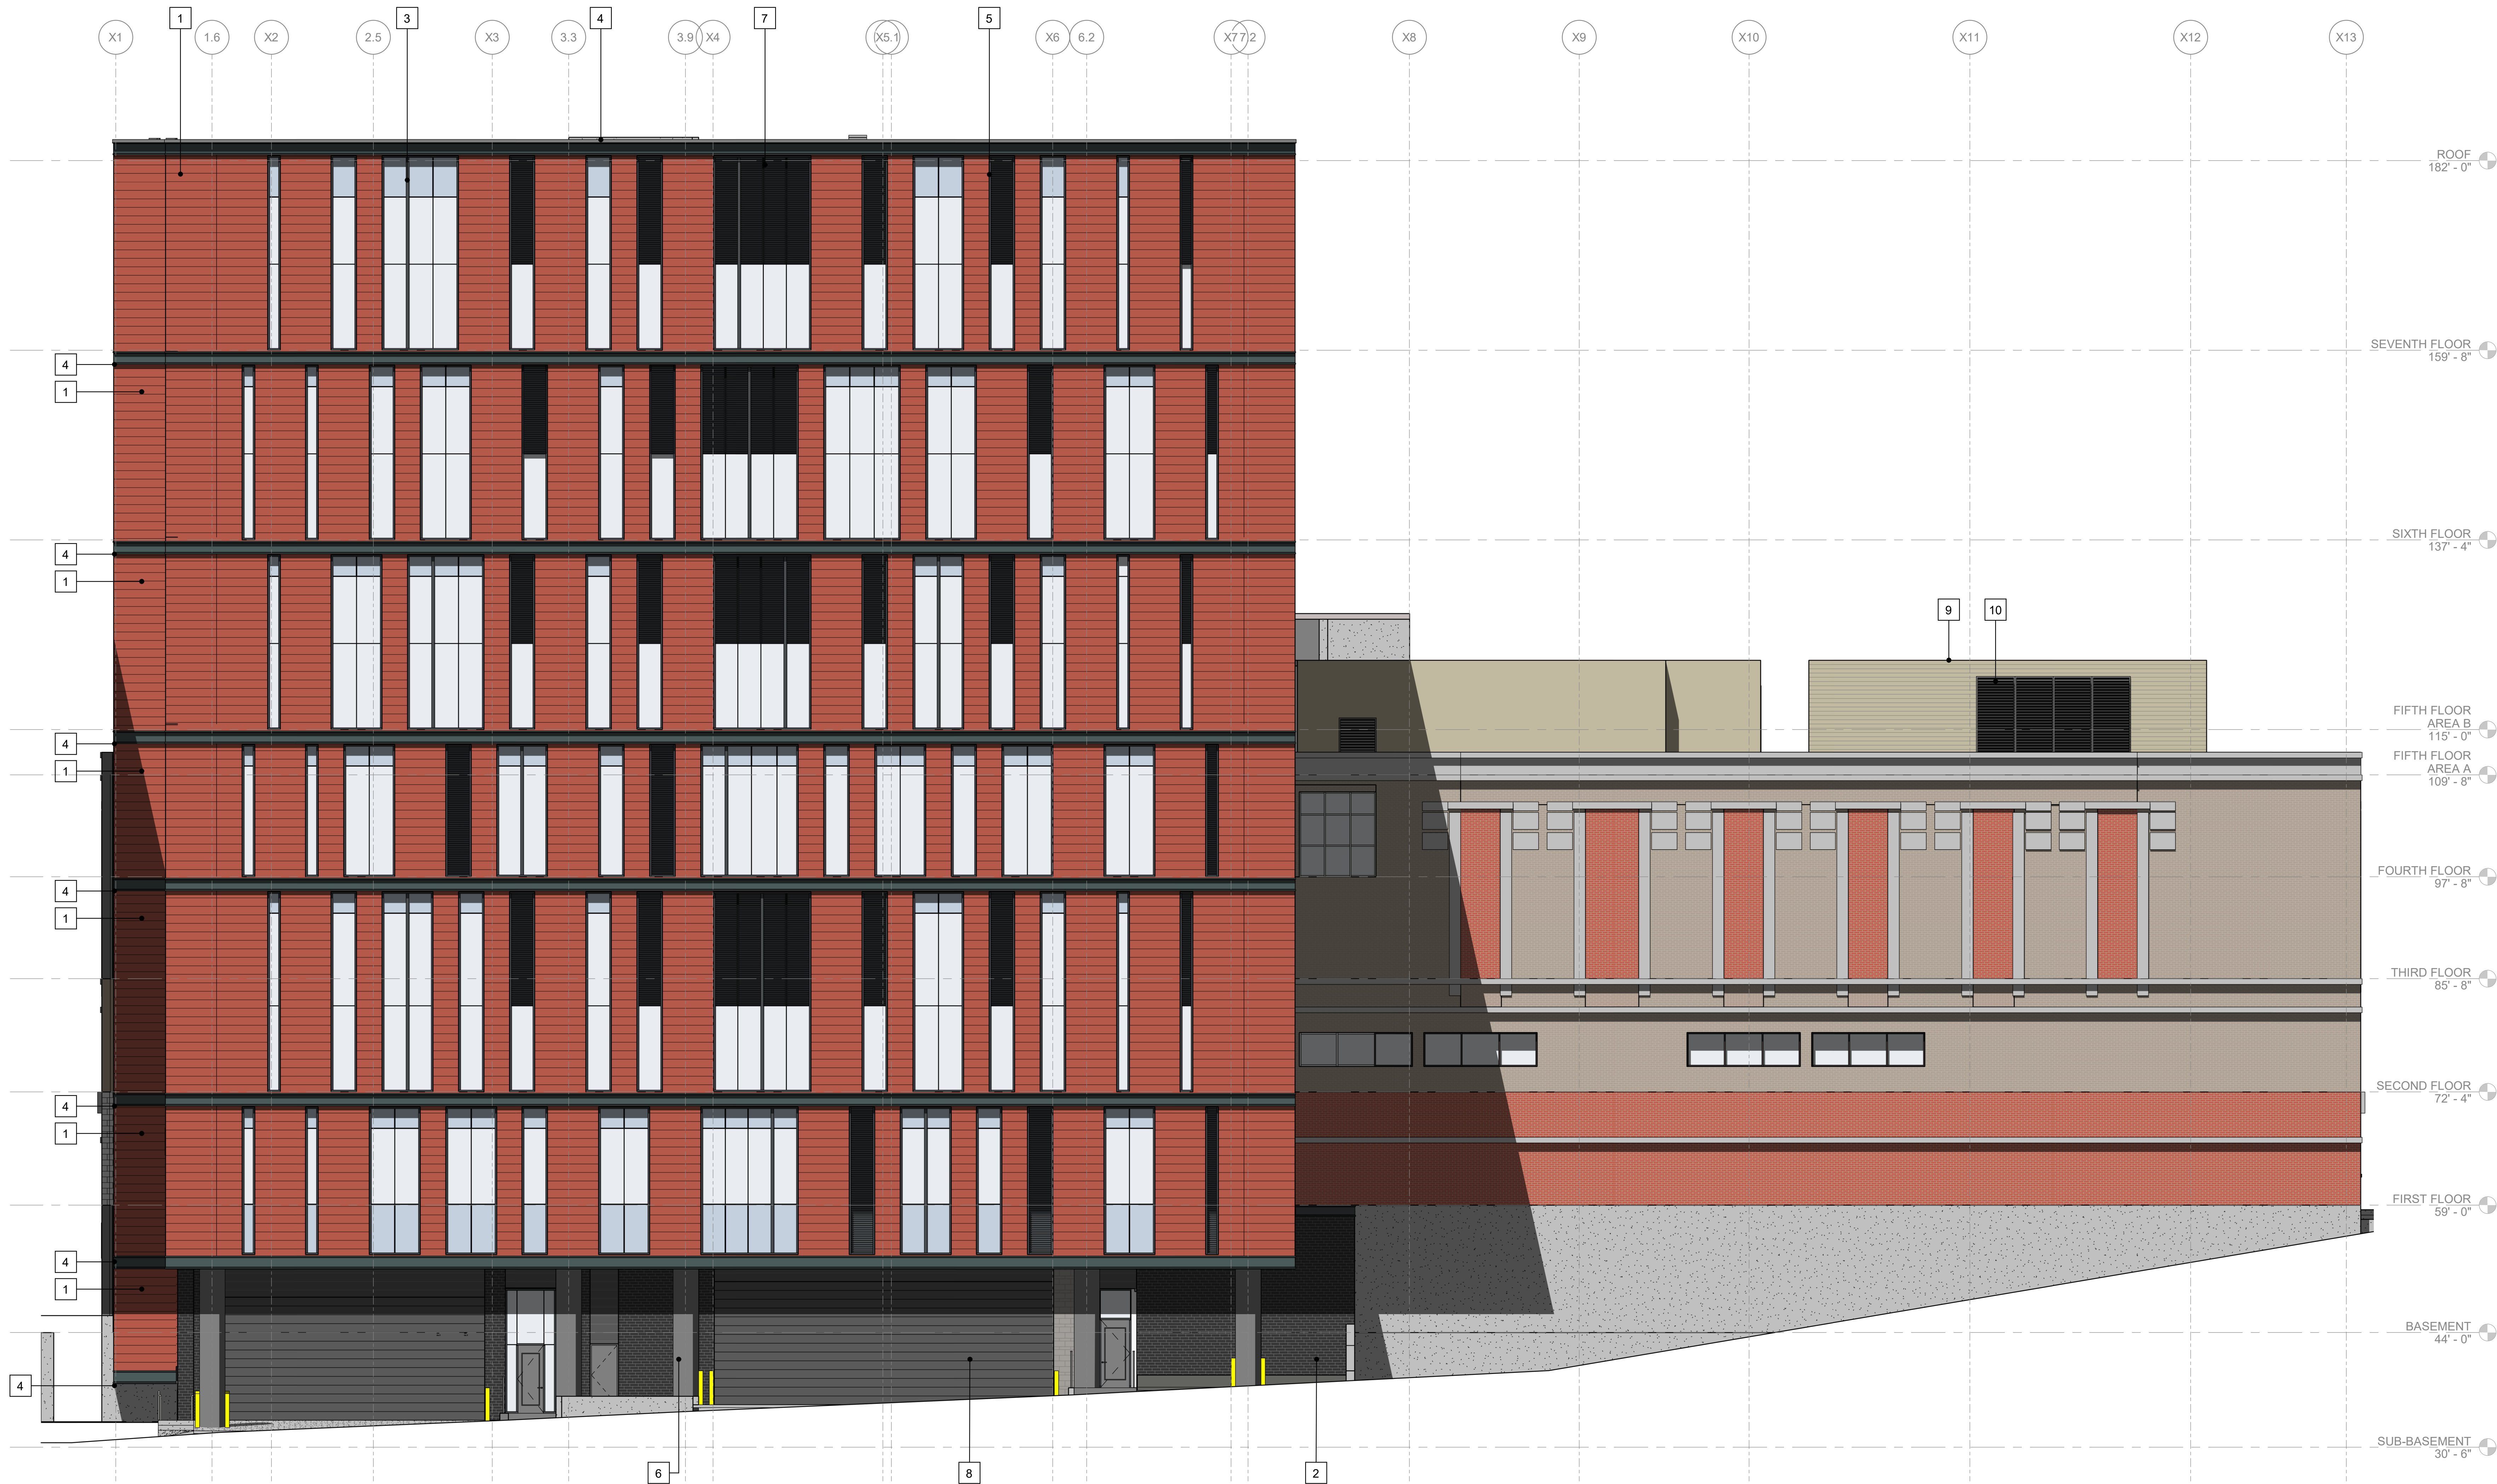 1
3
4
7
5
X1
1.6
X2
2.5
X3
3.3
3.9
X4
X5.1
X6
6.2
X7
7.2
X8
X9
X10
X11
X12
X13
ROOF
182' - 0"
SEVENTH FLOOR
159' - 8"
4
1
SIXTH FLOOR
137' - 4"
4
1
9
10
FIFTH FLOOR
AREA B
115' - 0"
4
1
FIFTH FLOOR
AREA A
109' - 8"
FOURTH FLOOR
97' - 8"
4
1
THIRD FLOOR
85' - 8"
SECOND FLOOR
72' - 4"
4
1
FIRST FLOOR
59' - 0"
4
1
BASEMENT
44' - 0"
4
SUB-BASEMENT
30' - 6"
6
8
2